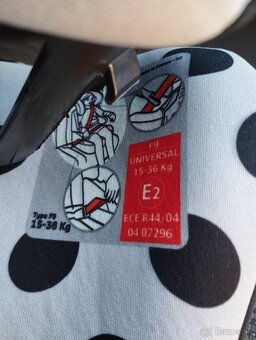 F9
UNIVERSAL
15-36 Kg
E2
ECE R44/04
04 07296
Type F9
15-36 Kg